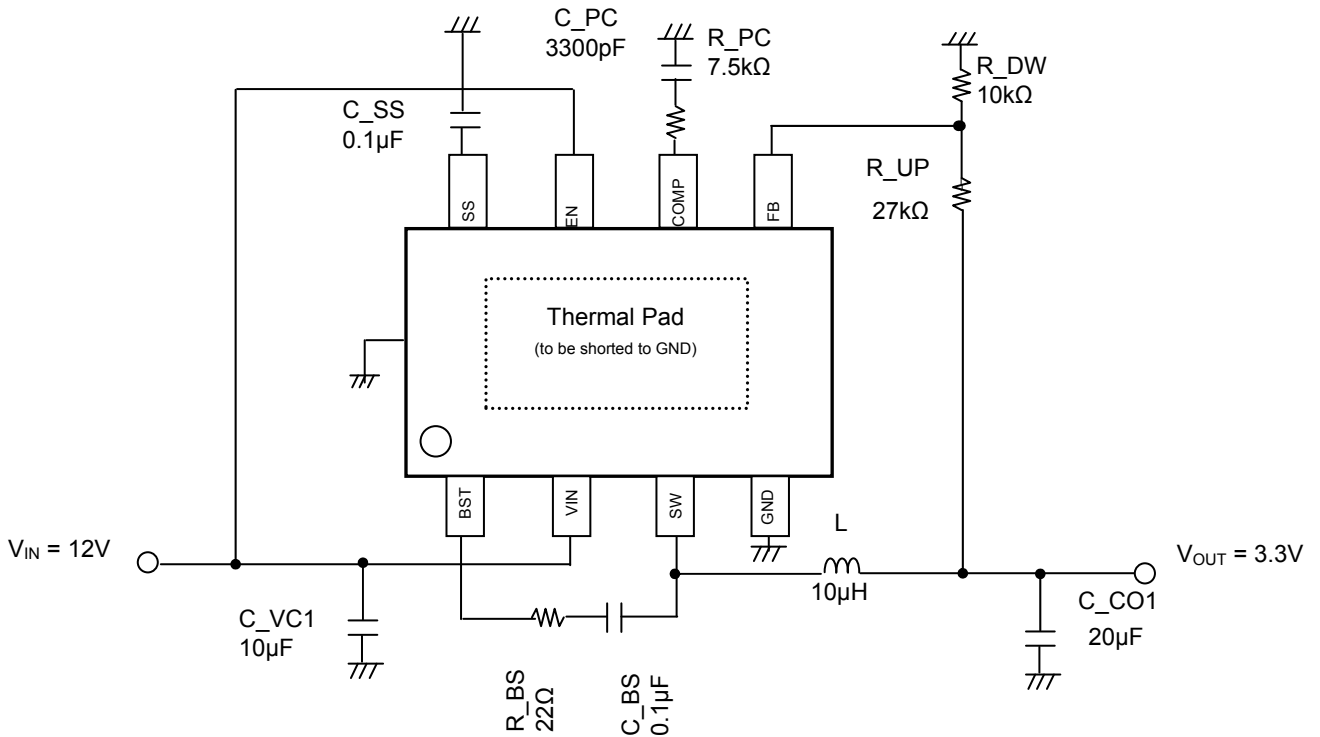 C_PC
3300pF
R_PC
7.5kΩ
R_DW
10kΩ
C_SS
0.1µF
R_UP
27kΩ
SS
EN
COMP
FB
Thermal Pad
(to be shorted to GND)
BST
VIN
SW
GND
L
10µH
VIN = 12V
VOUT = 3.3V
C_VC1
10µF
C_CO1
20µF
R_BS
22Ω
C_BS
0.1µF